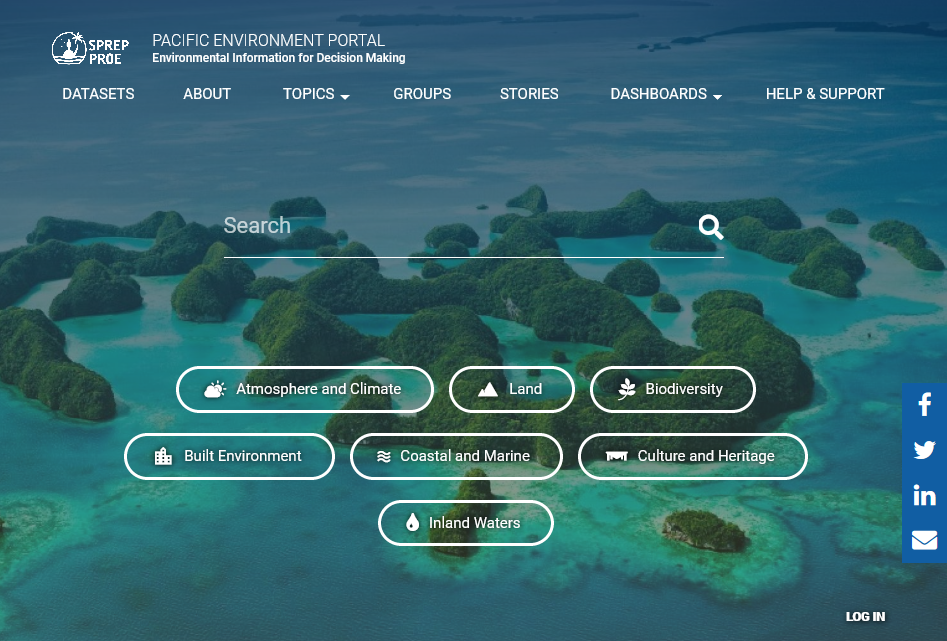 SPREP
PROE
PACIFIC ENVIRONMENT PORTAL
Environmental Information for Decision Making
DATASETS ABOUT TOPICS GROUPS STORIES DASHBOARDS HELP & SUPPORT
Search
Atmosphere and Climate Land Biodiversity
Built Environment Coastal and Marine Culture and Heritage
Inland Waters
LOG IN